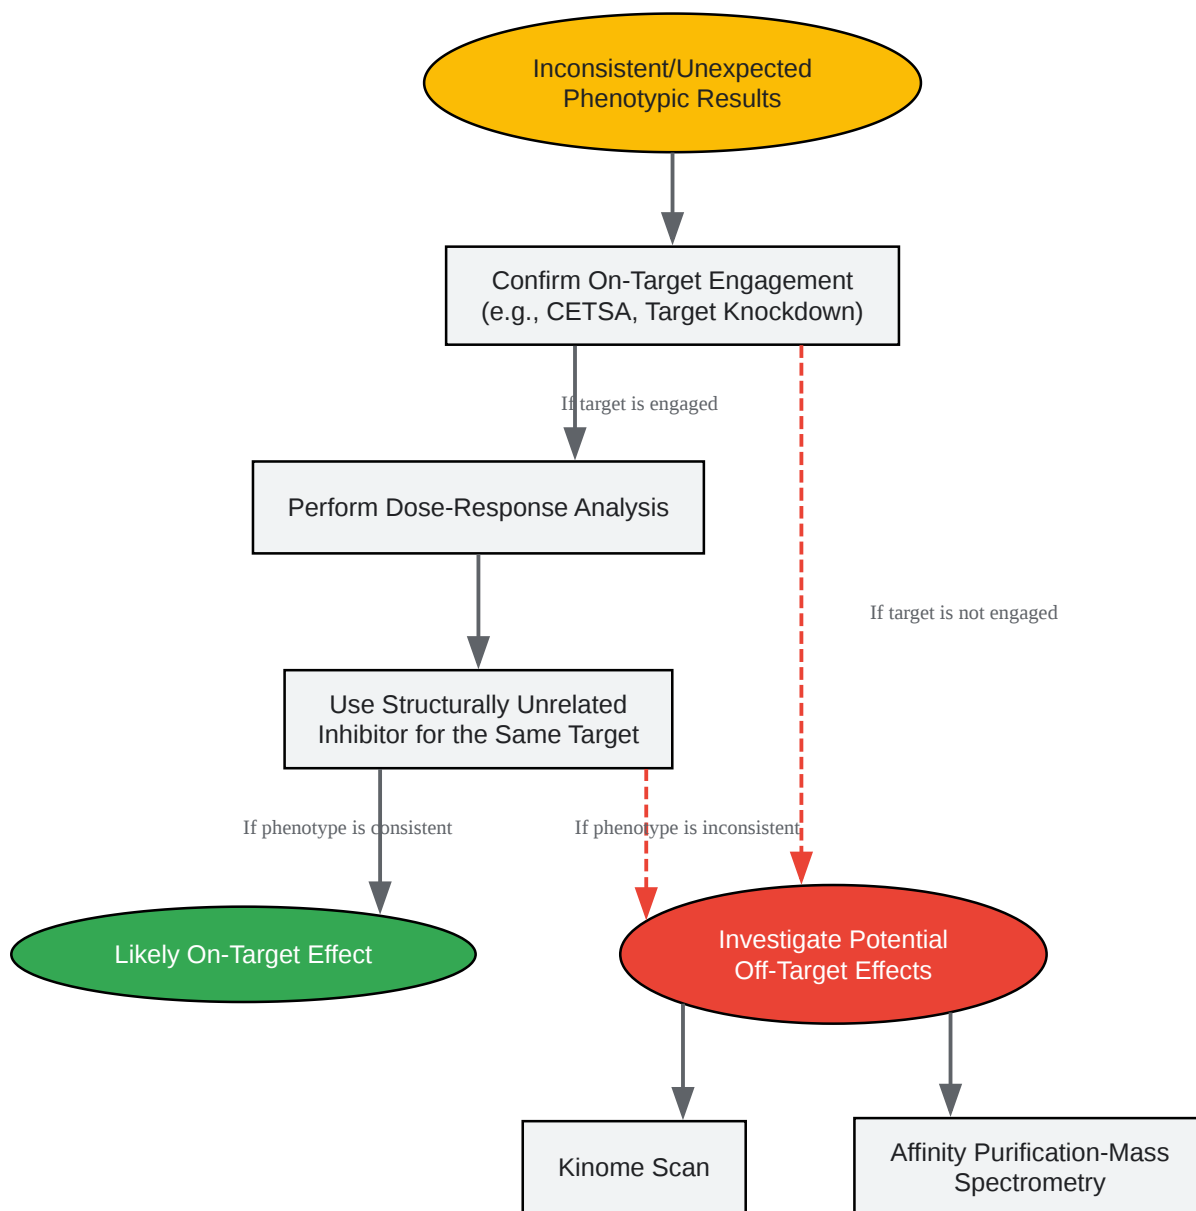 Inconsistent/Unexpected
Phenotypic Results
Confirm On-Target Engagement
(e.g., CETSA, Target Knockdown)
If target is engaged
Perform Dose-Response Analysis
If target is not engaged
Use Structurally Unrelated
Inhibitor for the Same Target
If phenotype is consistent
If phenotype is inconsistent
Likely On-Target Effect
Investigate Potential
Off-Target Effects
Kinome Scan
Affinity Purification-Mass
Spectrometry